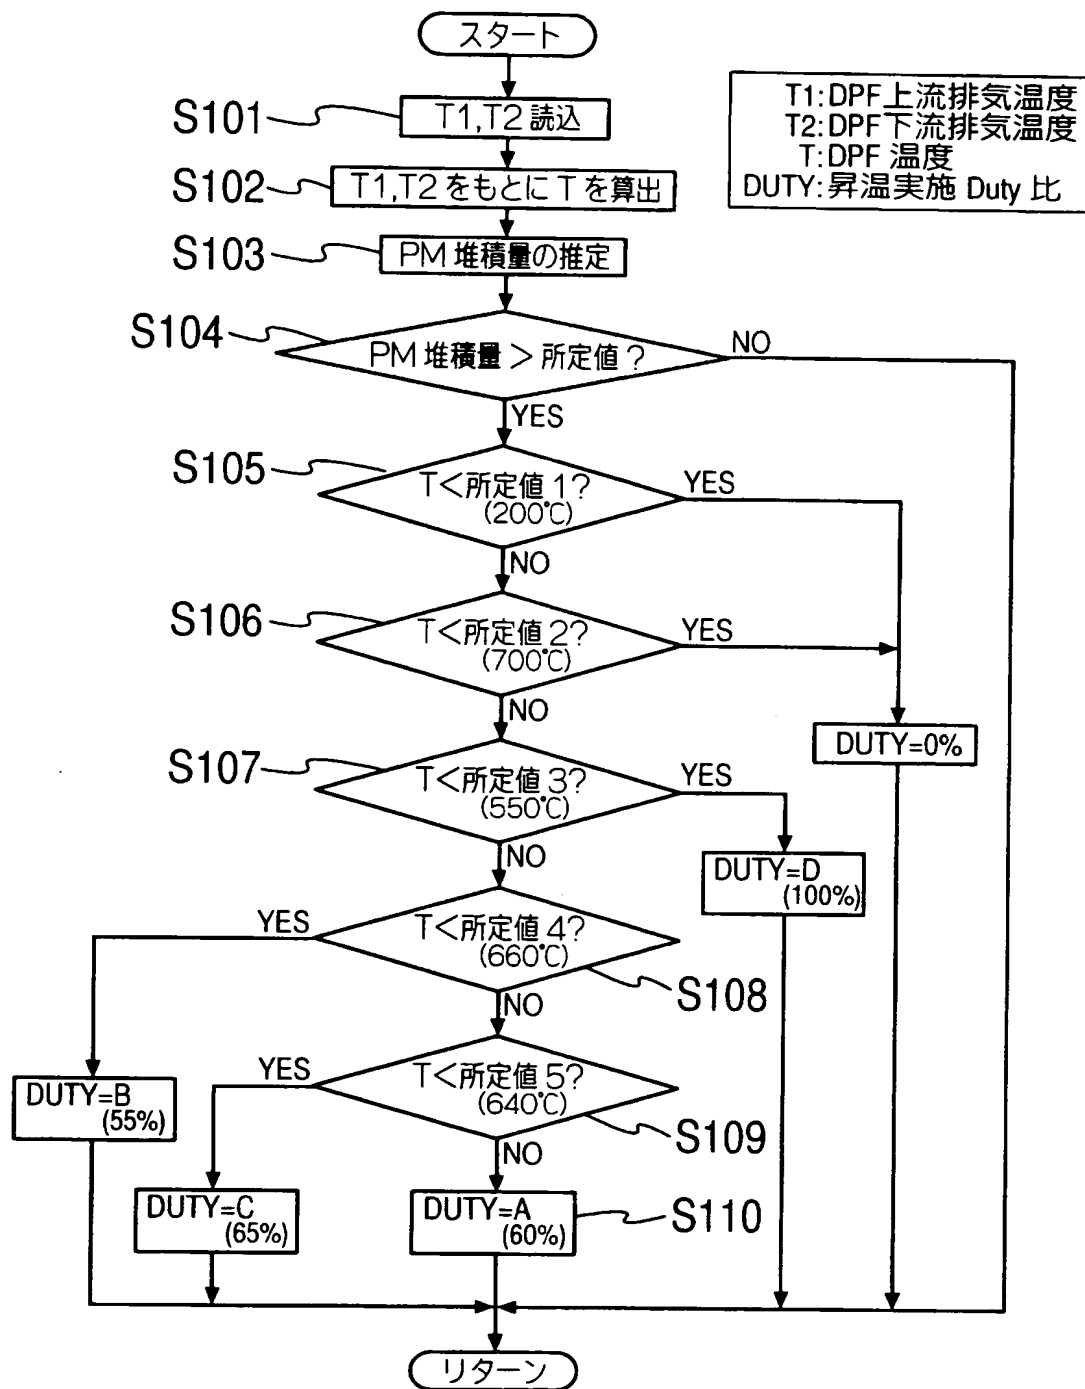 スタート
T1:DPF上流排気温度
T2:DPF下流排気温度
T:DPF 温度
DUTY:昇温実施 Duty 比
S101
T1,T2 読込
S102
T1,T2 をもとに T を算出
S103
PM 堆積量の推定
S104
PM 堆積量 > 所定値?
NO
YES
S105
T<所定値 1?
(200℃)
YES
NO
S106
T<所定値 2?
(700℃)
YES
NO
DUTY=0%
S107
T<所定値 3?
(550℃)
YES
NO
DUTY=D
(100%)
YES
T<所定値 4?
(660℃)
S108
NO
YES
T<所定値 5?
(640℃)
DUTY=B
(55%)
S109
NO
DUTY=C
(65%)
DUTY=A
(60%)
S110
リターン